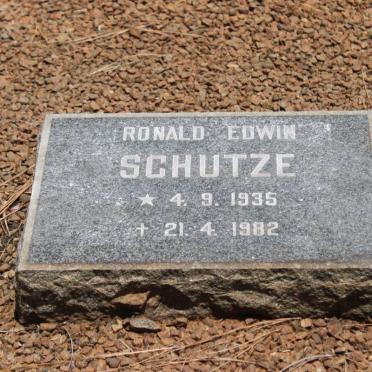 RONALD EDWIN
SCHUTZE
★ 4. 9. 1935
+ 21. 4. 1982